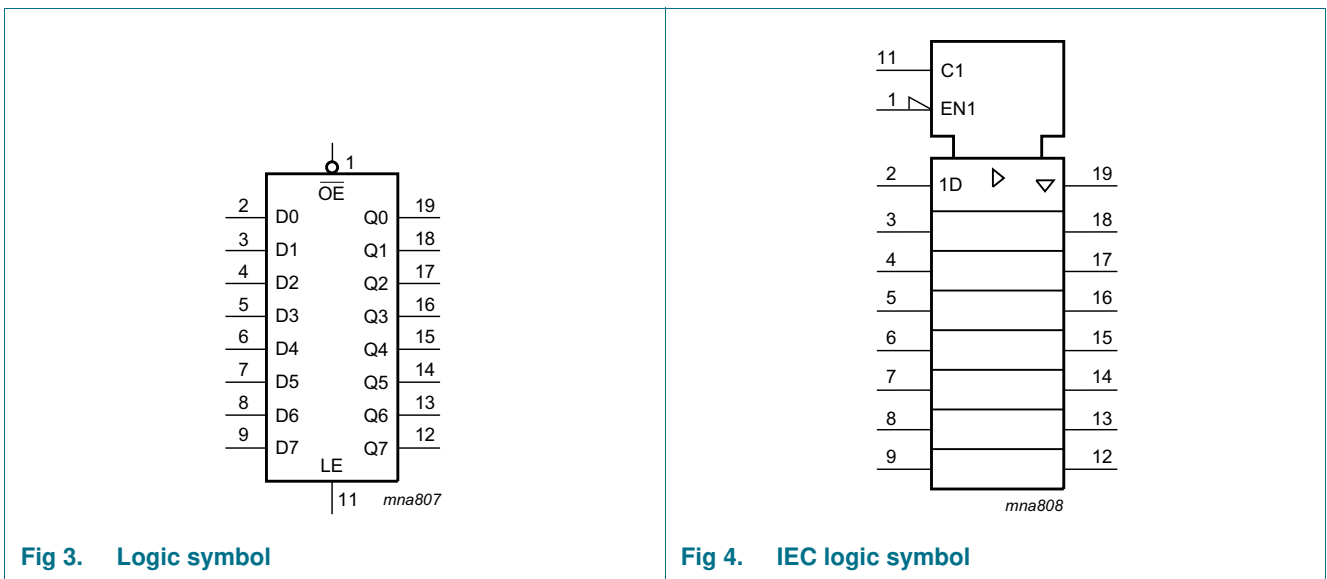 1
OE
2 D0 Q0 19
3 D1 Q1 18
4 D2 Q2 17
5 D3 Q3 16
6 D4 Q4 15
7 D5 Q5 14
8 D6 Q6 13
9 D7 Q7 12
LE
11 mna807
Fig 3. Logic symbol
11 C1
1 EN1
2 1D 19
3 18
4 17
5 16
6 15
7 14
8 13
9 12
mna808
Fig 4. IEC logic symbol